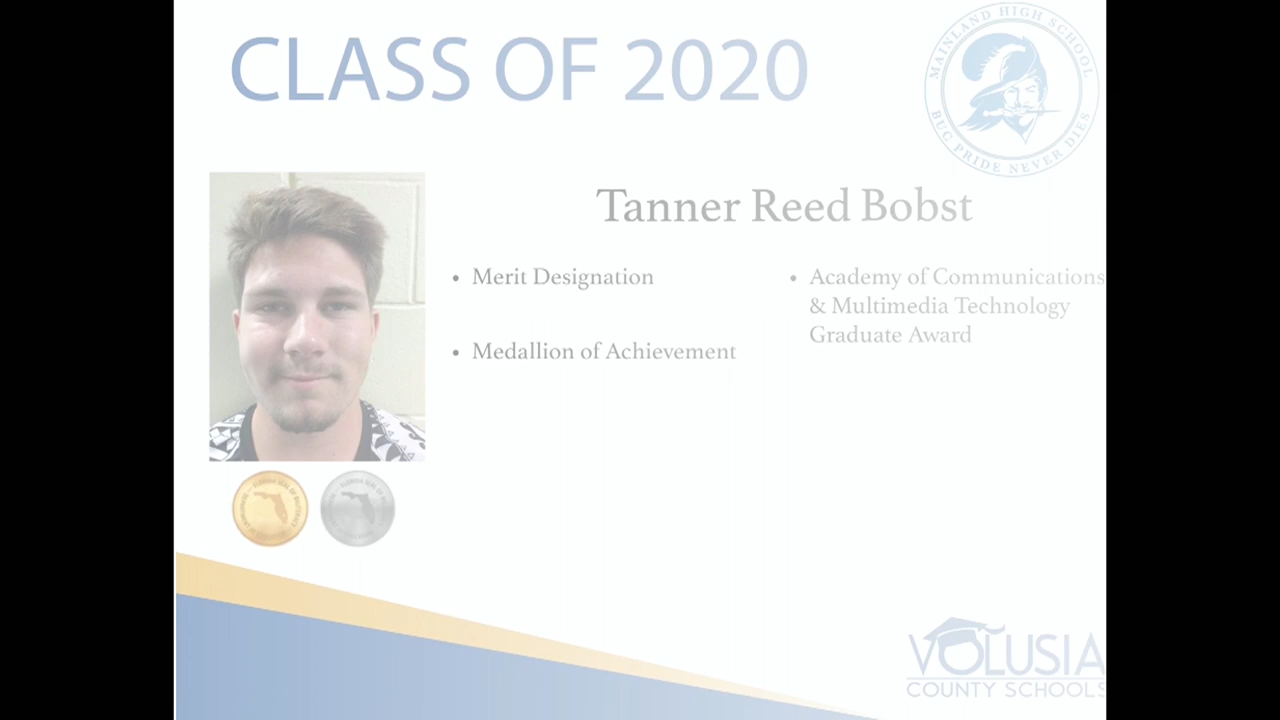 CLASS OF 2020
MAINLAND HIGH SCHOOL
BUC PRIDE NEVER DIES
Tanner Reed Bobst
• Merit Designation
• Medallion of Achievement
• Academy of Communications
& Multimedia Technology
Graduate Award
VOLUSIA
COUNTY SCHOOLS